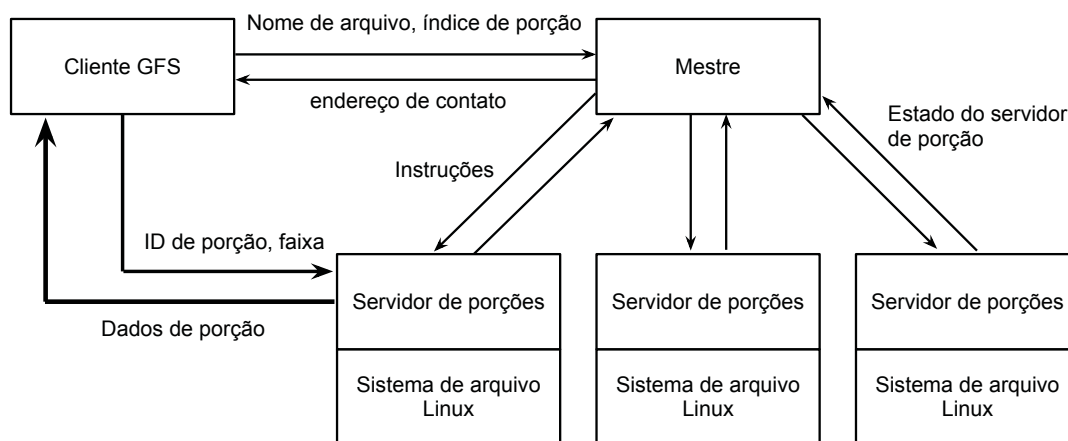 Nome de arquivo, índice de porção
Cliente GFS
Mestre
endereço de contato
Estado do servidor
de porção
Instruções
ID de porção, faixa
Servidor de porções
Servidor de porções
Servidor de porções
Dados de porção
Sistema de arquivo
Linux
Sistema de arquivo
Linux
Sistema de arquivo
Linux